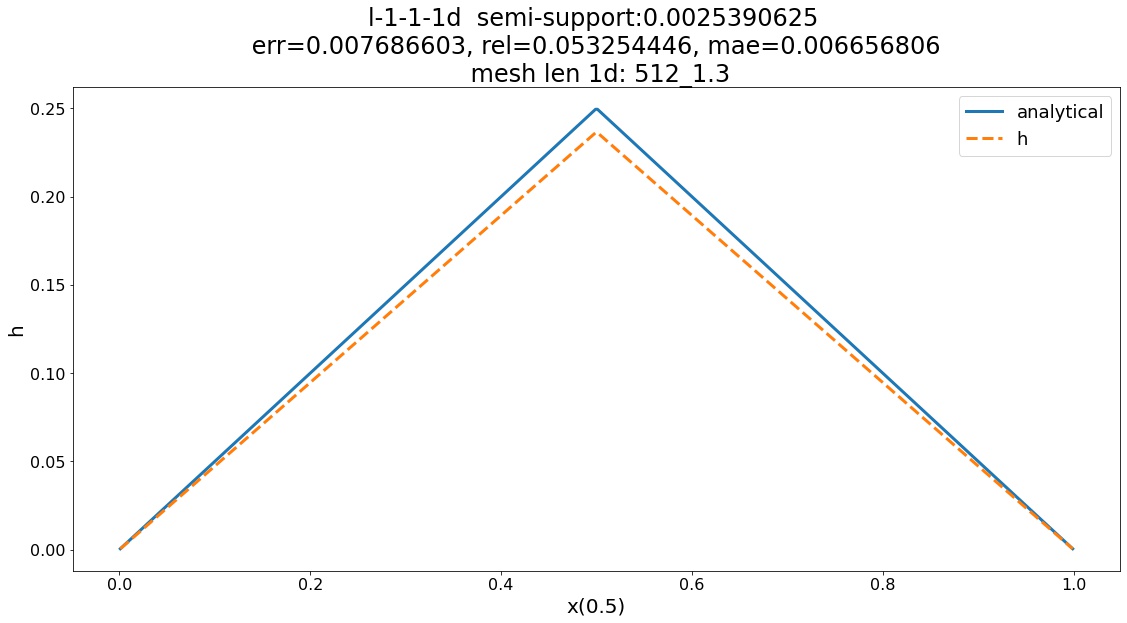 l-1-1-1d  semi-support:0.0025390625
err=0.007686603, rel=0.053254446, mae=0.006656806
mesh len 1d: 512_1.3
analytical
h
0.25
0.20
0.15
0.10
0.05
0.00
h
0.0 0.2 0.4 0.6 0.8 1.0
x(0.5)